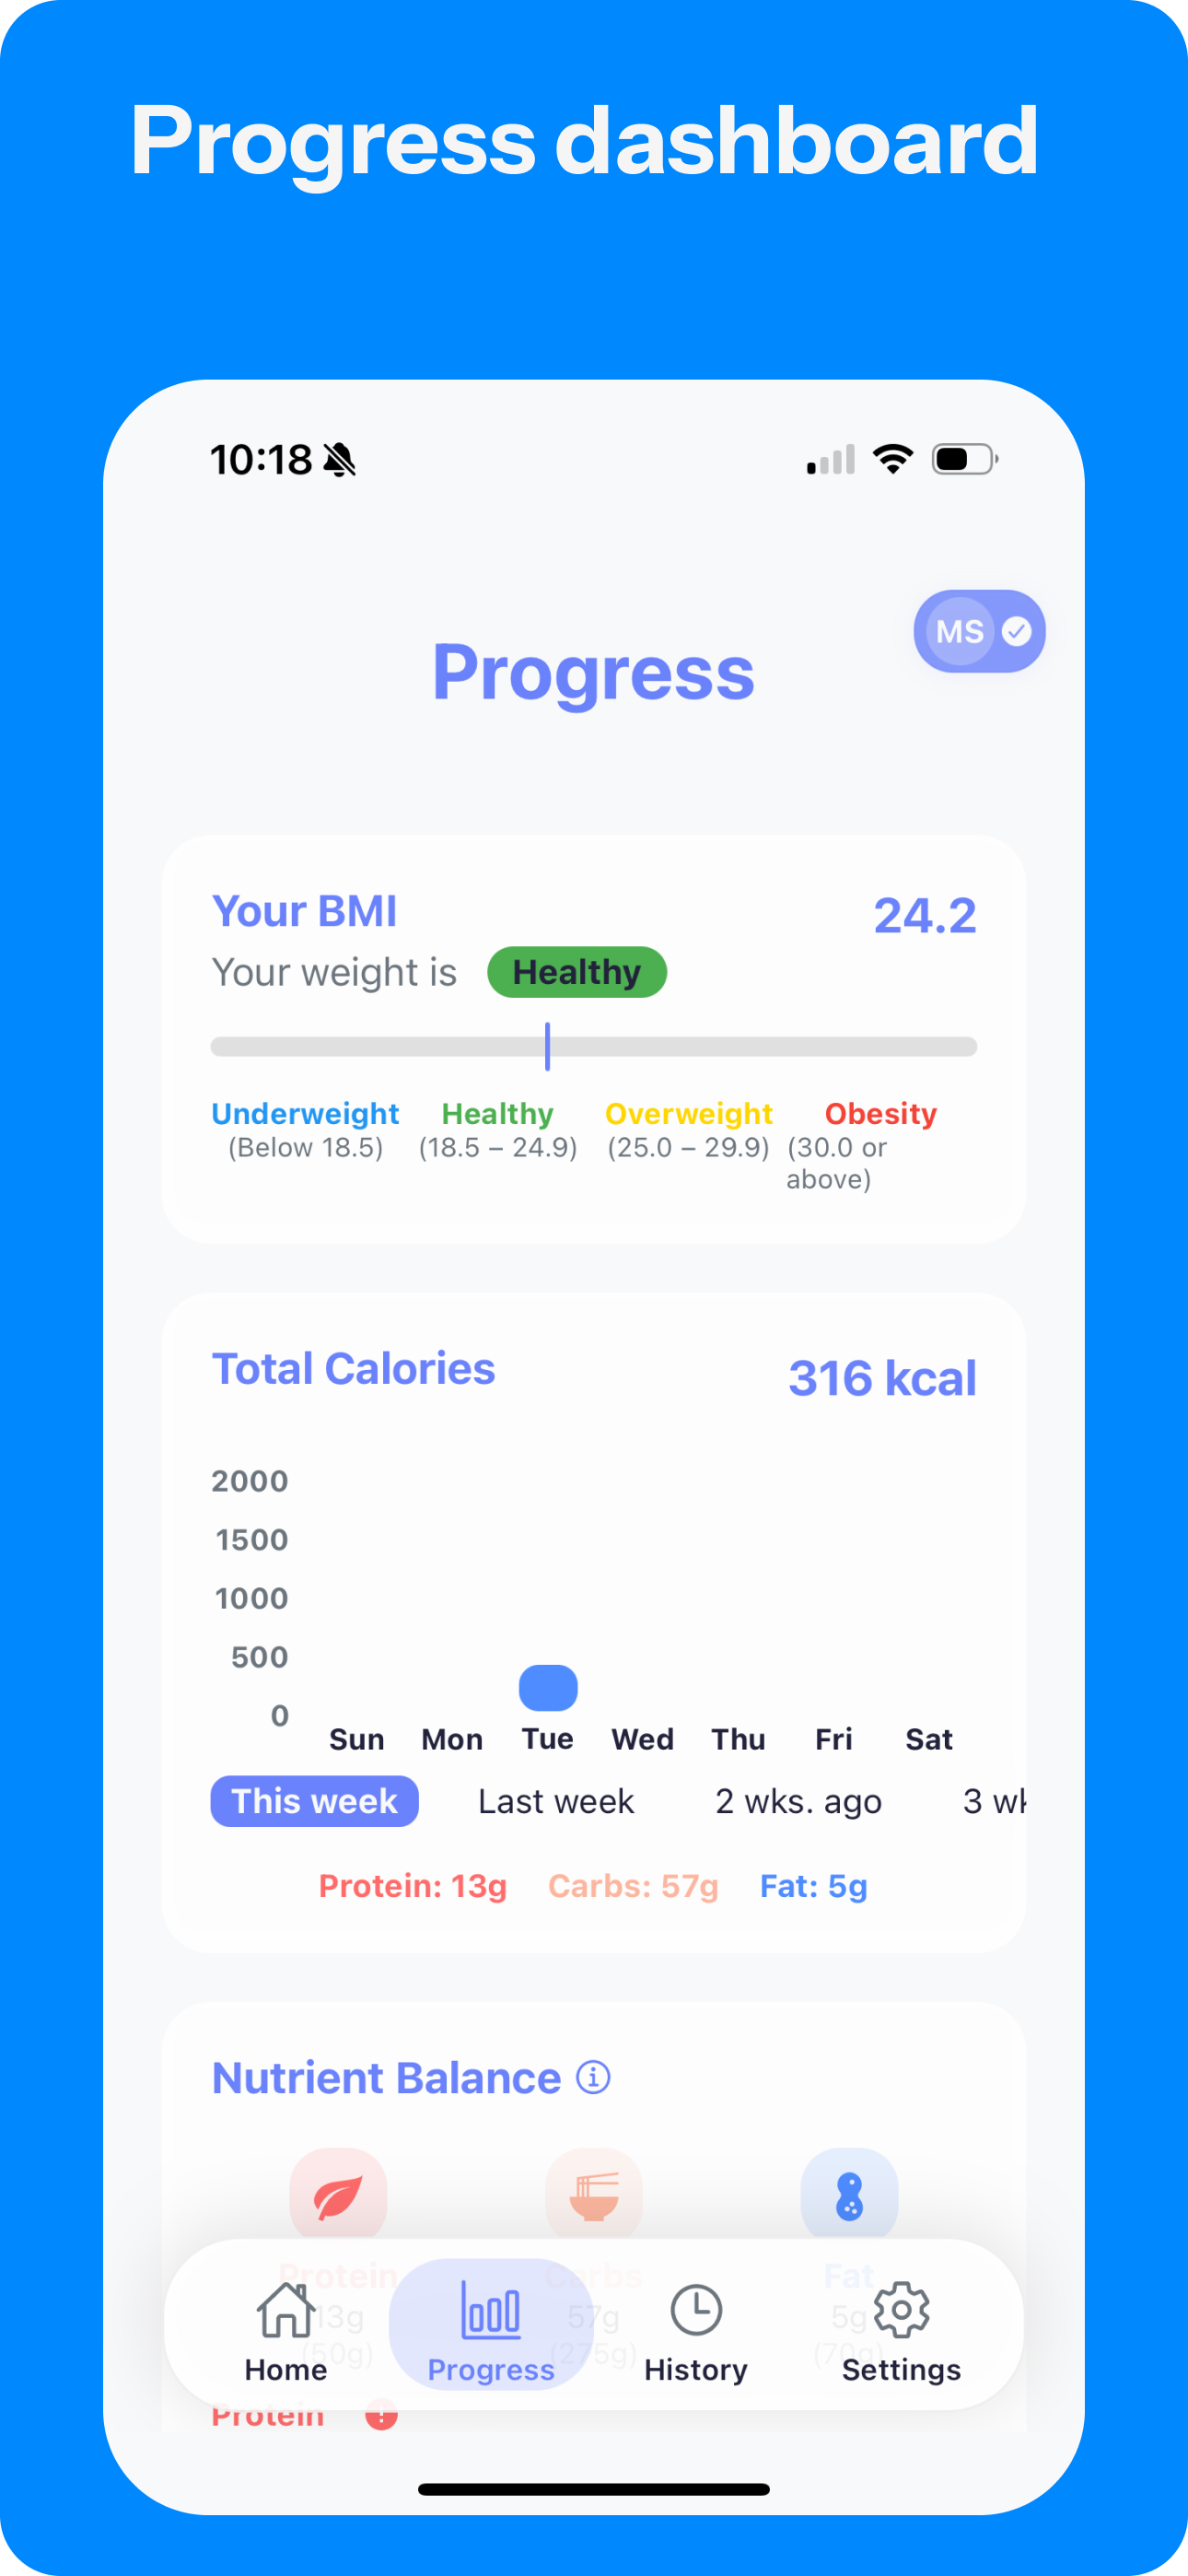 Progress dashboard
10:18
MS
Progress
Your BMI
24.2
Your weight is Healthy
Underweight Healthy Overweight Obesity
(Below 18.5) (18.5 – 24.9) (25.0 – 29.9) (30.0 or
above)
Total Calories
316 kcal
2000
1500
1000
500
0
Sun Mon Tue Wed Thu Fri Sat
This week Last week 2 wks. ago 3 wk
Protein: 13g Carbs: 57g Fat: 5g
Nutrient Balance
Protein Carbs Fat
13g 57g 5g
(50g) (275g) (70g)
Home Progress History Settings
Protein